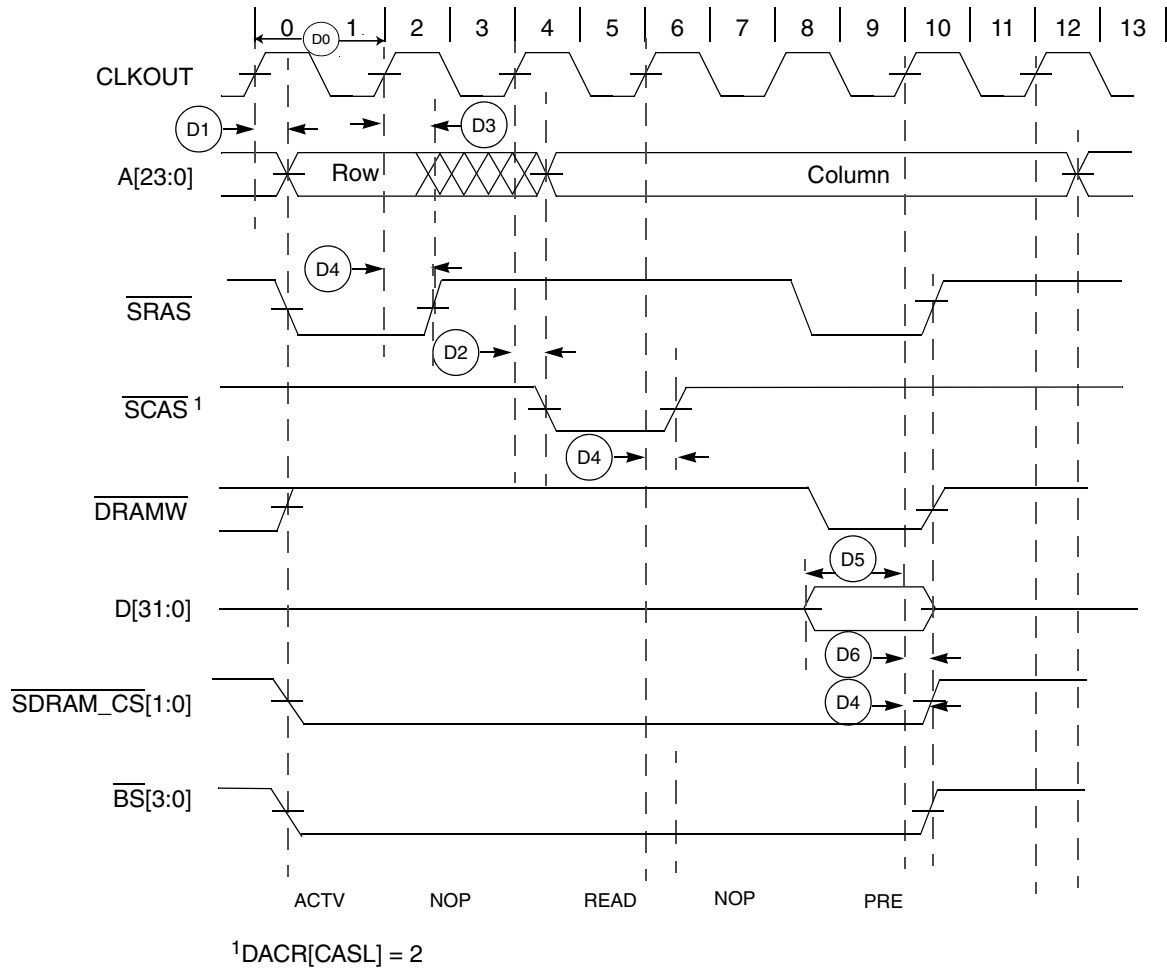 0 1 2 3 4 5 6 7 8 9 10 11 12 13
D0
CLKOUT
D1
D3
A[23:0]
Row
Column
D4
SRAS
D2
SCAS 1
D4
DRAMW
D5
D[31:0]
D6
SDRAM_CS[1:0]
D4
BS[3:0]
ACTV NOP READ NOP PRE
1DACR[CASL] = 2